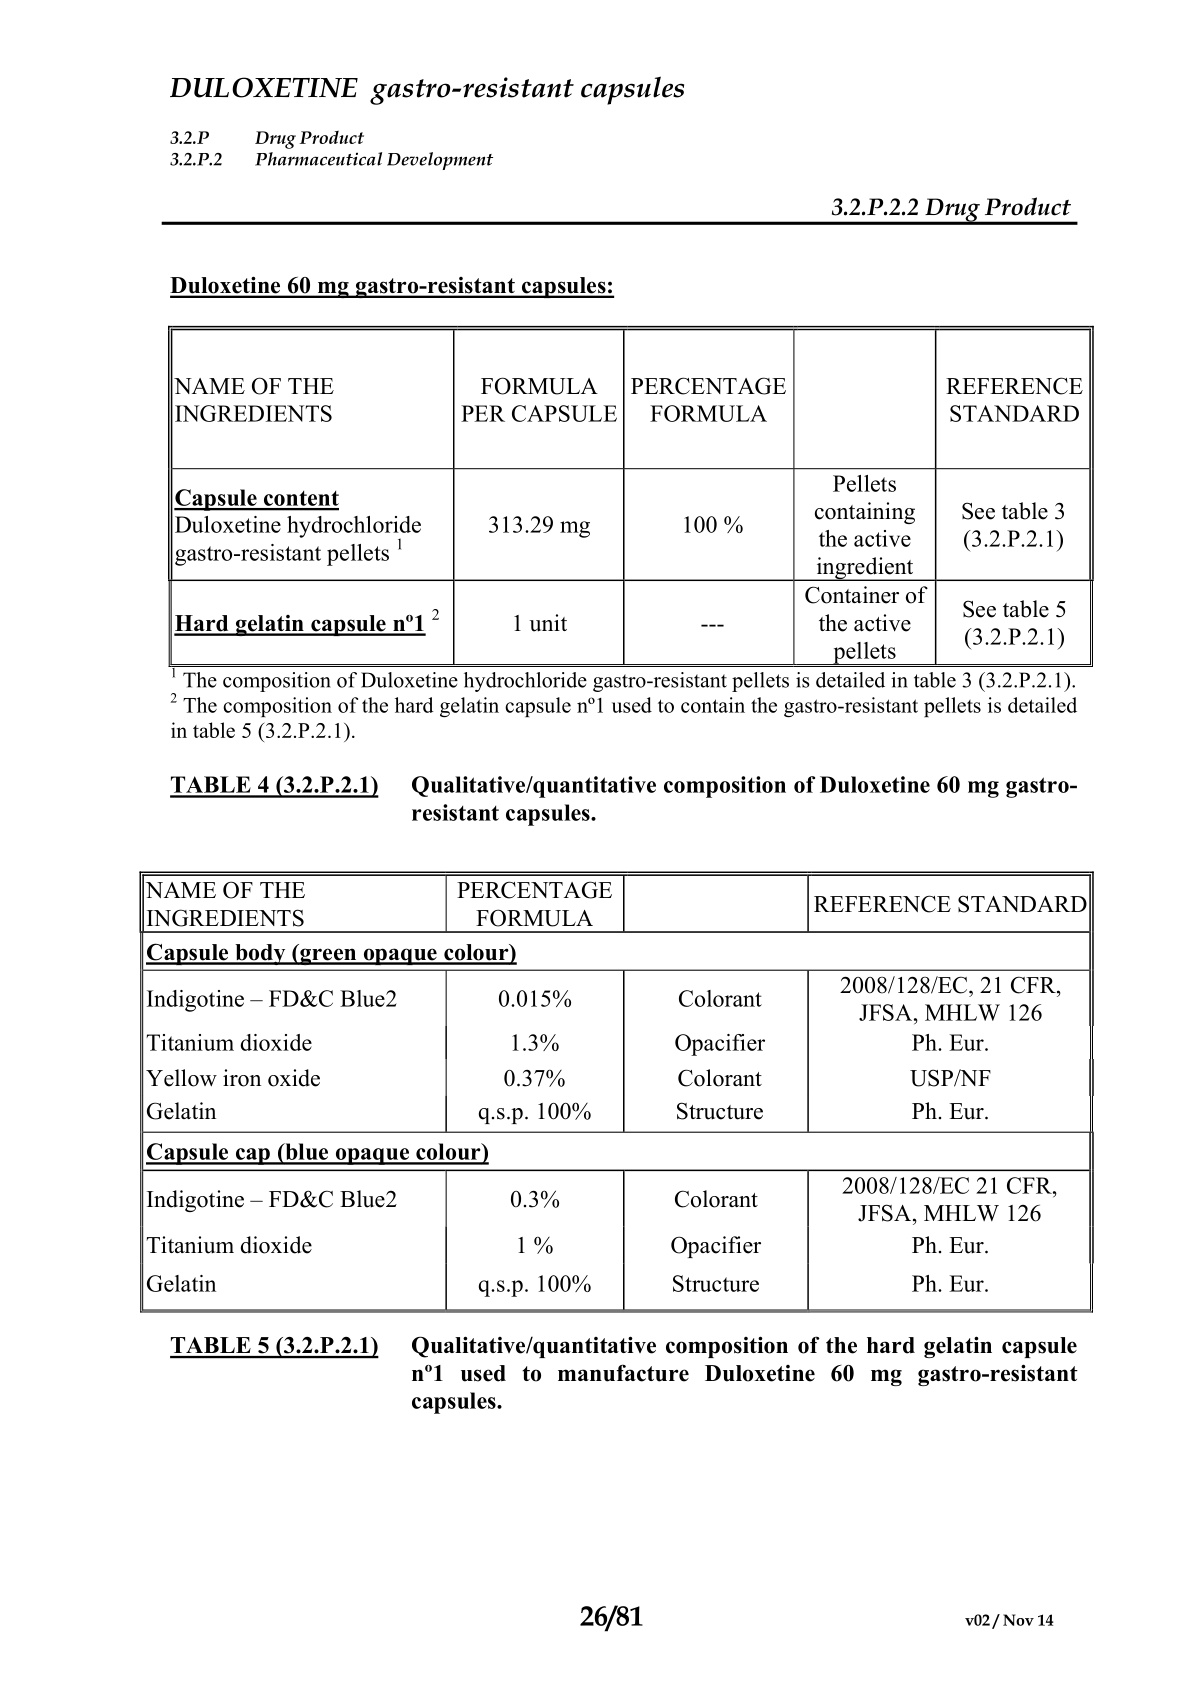 DULOXETINE gastro-resistant capsules
3.2.P Drug Product
3.2.P.2 Pharmaceutical Development
3.2.P.2.2 Drug Product
Duloxetine 60 mg gastro-resistant capsules:
NAME OF THE INGREDIENTS FORMULA PER CAPSULE PERCENTAGE FORMULA REFERENCE STANDARD
Capsule content
Duloxetine hydrochloride gastro-resistant pellets 1 313.29 mg 100 % Pellets containing the active ingredient See table 3 (3.2.P.2.1)
Hard gelatin capsule nº1 2 1 unit --- Container of the active pellets See table 5 (3.2.P.2.1)
1 The composition of Duloxetine hydrochloride gastro-resistant pellets is detailed in table 3 (3.2.P.2.1).
2 The composition of the hard gelatin capsule nº1 used to contain the gastro-resistant pellets is detailed
in table 5 (3.2.P.2.1).
TABLE 4 (3.2.P.2.1) Qualitative/quantitative composition of Duloxetine 60 mg gastro-
resistant capsules.
NAME OF THE INGREDIENTS PERCENTAGE FORMULA REFERENCE STANDARD
Capsule body (green opaque colour)
Indigotine – FD&C Blue2 0.015% Colorant 2008/128/EC, 21 CFR, JFSA, MHLW 126
Titanium dioxide 1.3% Opacifier Ph. Eur.
Yellow iron oxide 0.37% Colorant USP/NF
Gelatin q.s.p. 100% Structure Ph. Eur.
Capsule cap (blue opaque colour)
Indigotine – FD&C Blue2 0.3% Colorant 2008/128/EC 21 CFR, JFSA, MHLW 126
Titanium dioxide 1 % Opacifier Ph. Eur.
Gelatin q.s.p. 100% Structure Ph. Eur.
TABLE 5 (3.2.P.2.1) Qualitative/quantitative composition of the hard gelatin capsule
nº1 used to manufacture Duloxetine 60 mg gastro-resistant
capsules.
26/81
v02 / Nov 14